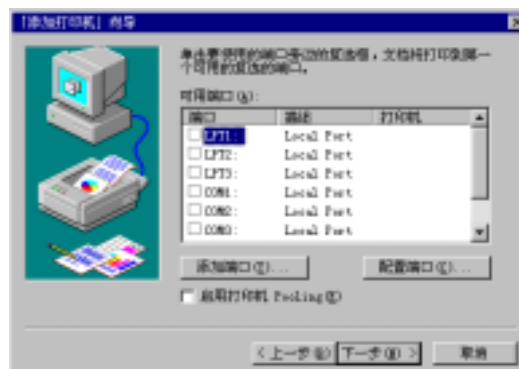 「添加打印机」向导
单击要使用的端口旁边的复选框，文档将打印到第一
个可用的复选的端口。
可用端口(A):
端口 描述 打印机
LPT1: Local Port
LPT2: Local Port
LPT3: Local Port
COM1: Local Port
COM2: Local Port
COM3: Local Port
添加端口(T)... 配置端口(C)...
启用打印机 Pooling(E)
< 上一步(B) 下一步(N) > 取消